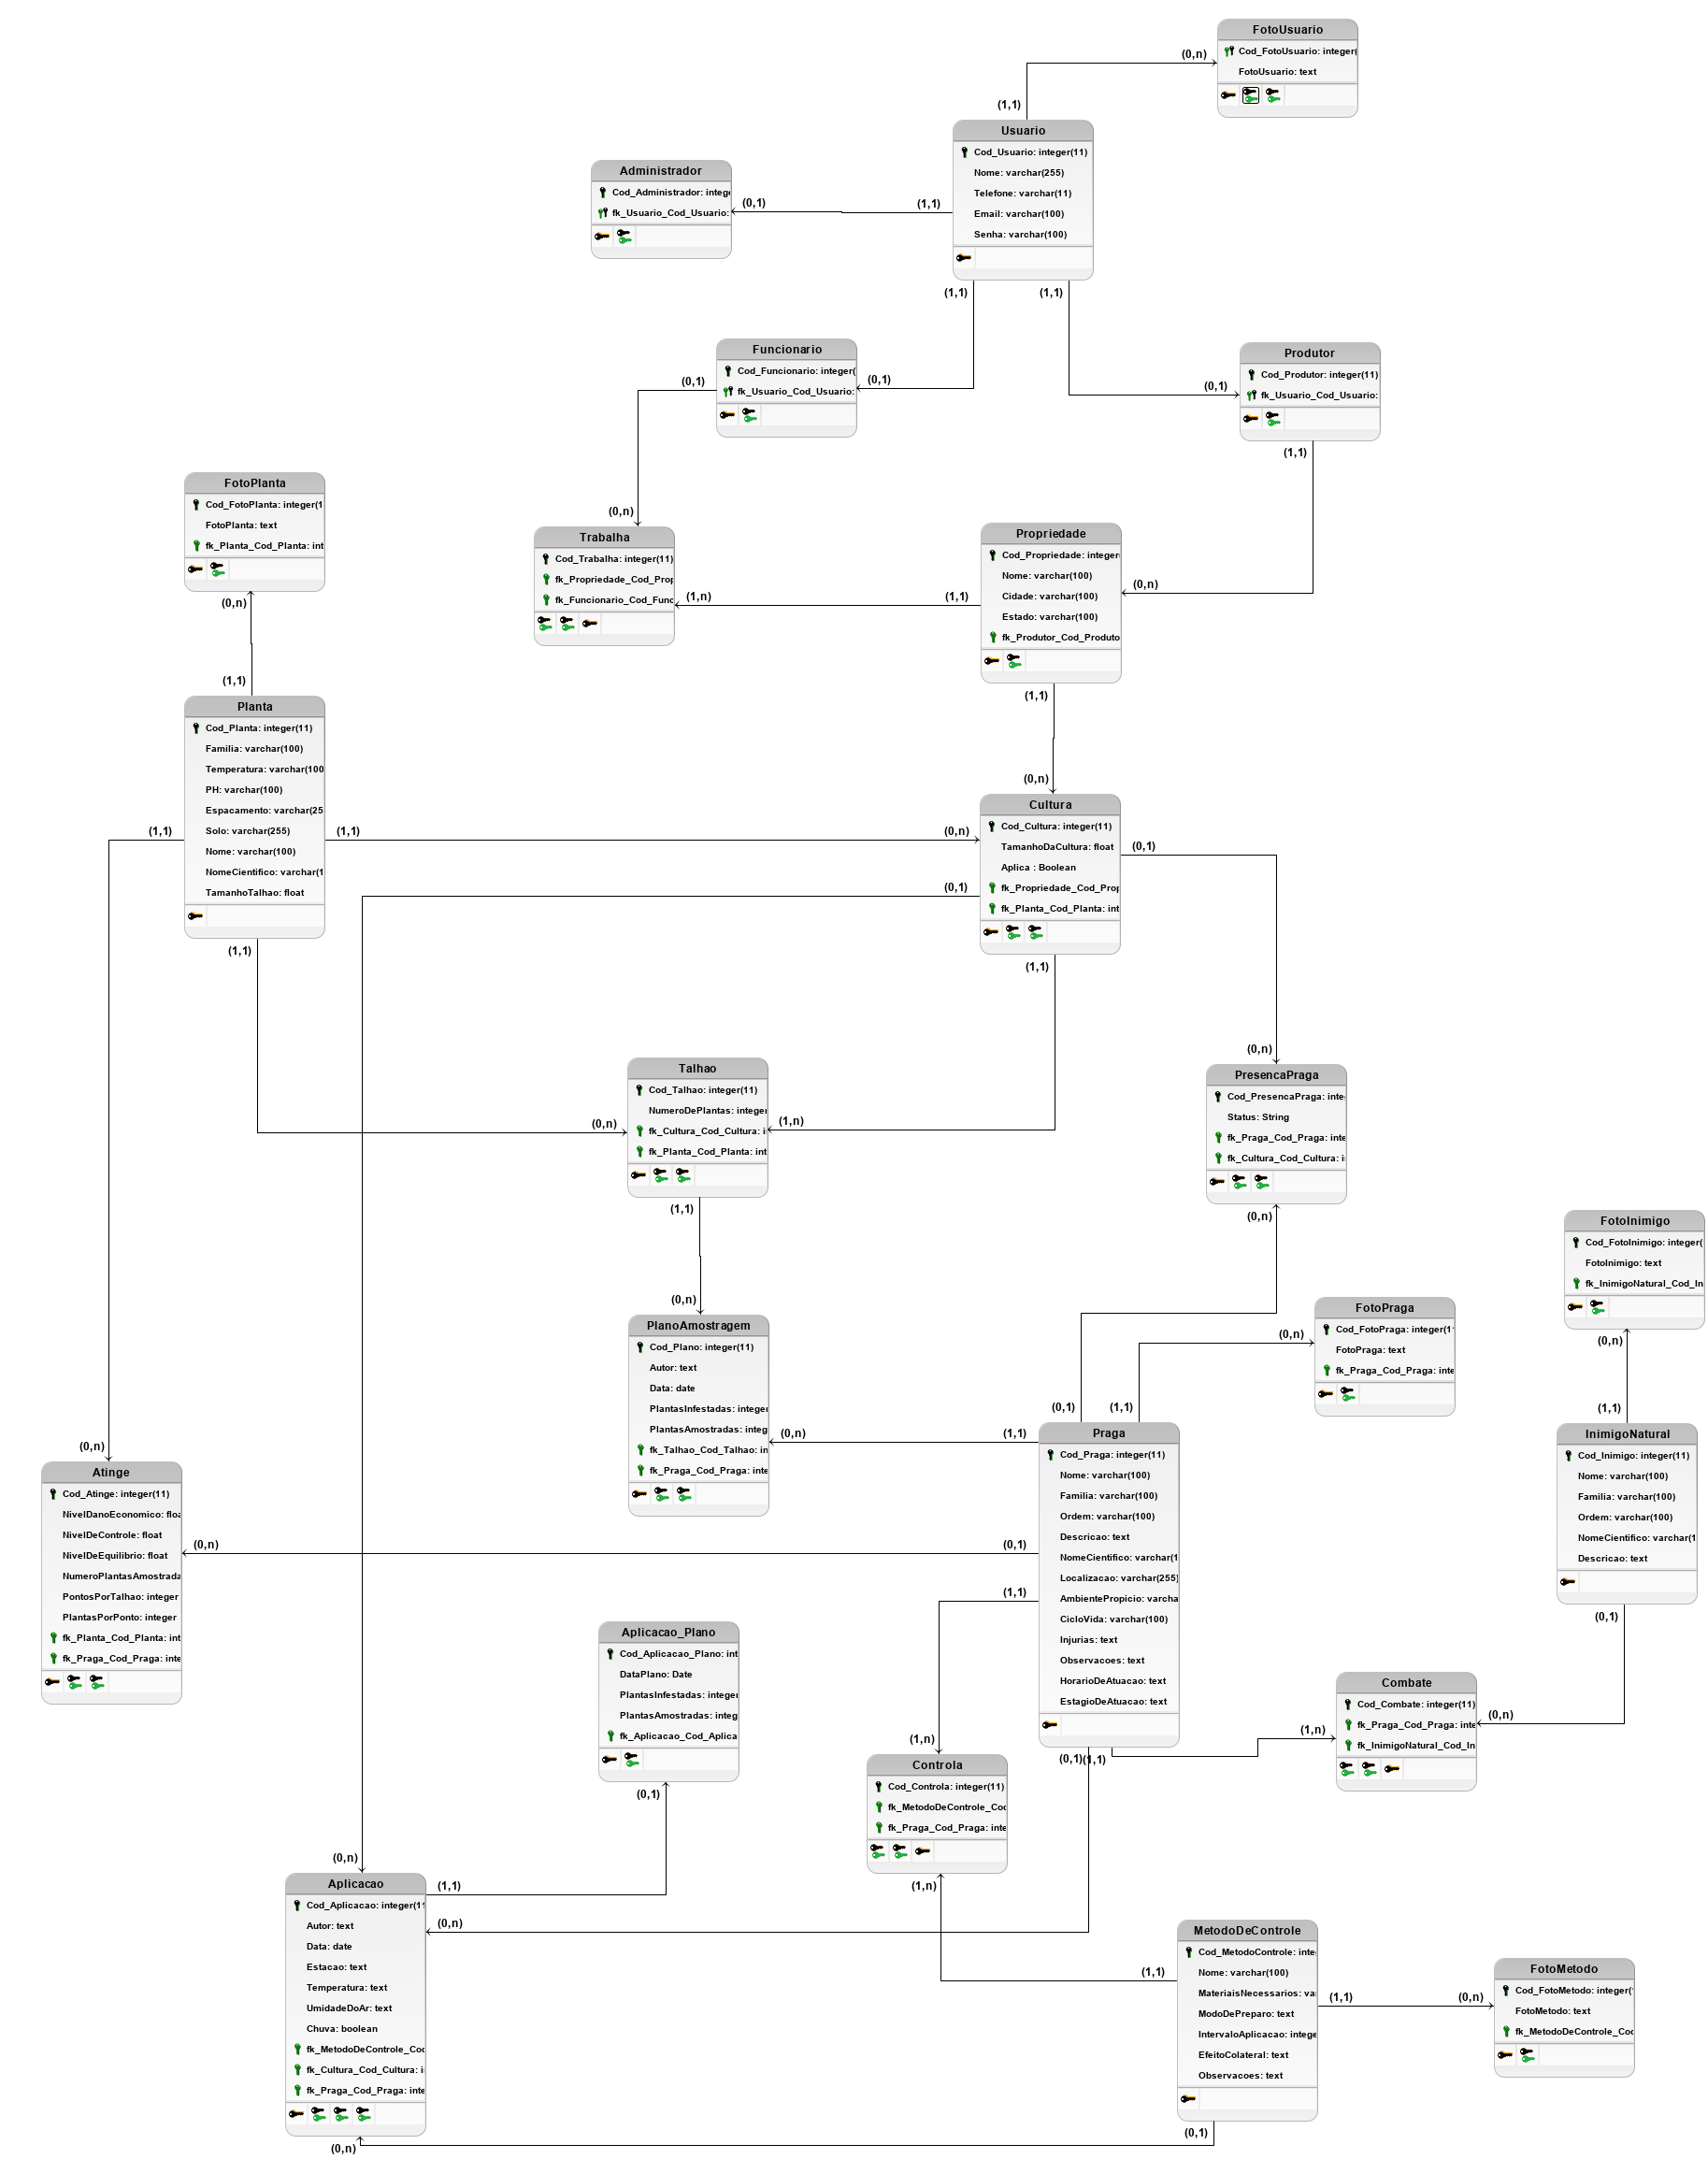 FotoUsuario
Cod_FotoUsuario: integer(
FotoUsuario: text
(0,n)
(1,1)
Usuario
Cod_Usuario: integer(11)
Nome: varchar(255)
Telefone: varchar(11)
Email: varchar(100)
Senha: varchar(100)
Administrador
Cod_Administrador: intege
fk_Usuario_Cod_Usuario:
(0,1)
(1,1)
(1,1)
(1,1)
Funcionario
Cod_Funcionario: integer(
fk_Usuario_Cod_Usuario:
(0,1)
(0,1)
Produtor
Cod_Produtor: integer(11)
fk_Usuario_Cod_Usuario:
(0,1)
(1,1)
FotoPlanta
Cod_FotoPlanta: integer(1
FotoPlanta: text
fk_Planta_Cod_Planta: int
(0,n)
(1,1)
(0,n)
Trabalha
Cod_Trabalha: integer(11)
fk_Propriedade_Cod_Prop
fk_Funcionario_Cod_Func
(1,n)
(1,1)
Propriedade
Cod_Propriedade: integer(
Nome: varchar(100)
Cidade: varchar(100)
Estado: varchar(100)
fk_Produtor_Cod_Produto
(0,n)
(1,1)
Planta
Cod_Planta: integer(11)
Familia: varchar(100)
Temperatura: varchar(100
PH: varchar(100)
Espacamento: varchar(25
Solo: varchar(255)
Nome: varchar(100)
NomeCientifico: varchar(1
TamanhoTalhao: float
(1,1)
(1,1)
(1,1)
(0,n)
Cultura
Cod_Cultura: integer(11)
TamanhoDaCultura: float
Aplica : Boolean
fk_Propriedade_Cod_Prop
fk_Planta_Cod_Planta: int
(0,n)
(0,1)
(0,1)
(1,1)
Talhao
Cod_Talhao: integer(11)
NumeroDePlantas: integer
fk_Cultura_Cod_Cultura: i
fk_Planta_Cod_Planta: int
(0,n)
(1,n)
(1,1)
(0,n)
PresencaPraga
Cod_PresencaPraga: inte
Status: String
fk_Praga_Cod_Praga: inte
fk_Cultura_Cod_Cultura: i
(0,n)
FotoInimigo
Cod_FotoInimigo: integer(
FotoInimigo: text
fk_InimigoNatural_Cod_In
(0,n)
(1,1)
FotoPraga
Cod_FotoPraga: integer(11
FotoPraga: text
fk_Praga_Cod_Praga: inte
(0,n)
(0,1)
(1,1)
(0,n)
PlanoAmostragem
Cod_Plano: integer(11)
Autor: text
Data: date
PlantasInfestadas: integer
PlantasAmostradas: integ
fk_Talhao_Cod_Talhao: in
fk_Praga_Cod_Praga: inte
(0,n)
(1,1)
Praga
Cod_Praga: integer(11)
Nome: varchar(100)
Familia: varchar(100)
Ordem: varchar(100)
Descricao: text
NomeCientifico: varchar(1
Localizacao: varchar(255)
AmbientePropicio: varcha
CicloVida: varchar(100)
Injurias: text
Observacoes: text
HorarioDeAtuacao: text
EstagioDeAtuacao: text
(0,1)
(1,1)
(0,1)
(1,1)
InimigoNatural
Cod_Inimigo: integer(11)
Nome: varchar(100)
Familia: varchar(100)
Ordem: varchar(100)
NomeCientifico: varchar(1
Descricao: text
(0,1)
(0,n)
Atinge
Cod_Atinge: integer(11)
NivelDanoEconomico: floa
NivelDeControle: float
NivelDeEquilibrio: float
NumeroPlantasAmostrada
PontosPorTalhao: integer
PlantasPorPonto: integer
fk_Planta_Cod_Planta: int
fk_Praga_Cod_Praga: inte
(0,n)
Aplicacao_Plano
Cod_Aplicacao_Plano: int
DataPlano: Date
PlantasInfestadas: integer
PlantasAmostradas: integ
fk_Aplicacao_Cod_Aplica
(0,1)
Combate
Cod_Combate: integer(11)
fk_Praga_Cod_Praga: inte
fk_InimigoNatural_Cod_In
(1,n)
(0,n)
(1,n)
Controla
Cod_Controla: integer(11)
fk_MetodoDeControle_Cod
fk_Praga_Cod_Praga: inte
(1,n)
(0,n)
Aplicacao
Cod_Aplicacao: integer(11
Autor: text
Data: date
Estacao: text
Temperatura: text
UmidadeDoAr: text
Chuva: boolean
fk_MetodoDeControle_Cod
fk_Cultura_Cod_Cultura: i
fk_Praga_Cod_Praga: inte
(1,1)
(0,n)
(0,n)
MetodoDeControle
Cod_MetodoControle: inte
Nome: varchar(100)
MateriaisNecessarios: var
ModoDePreparo: text
IntervaloAplicacao: intege
EfeitoColateral: text
Observacoes: text
(1,1)
(1,1)
(0,1)
FotoMetodo
Cod_FotoMetodo: integer(
FotoMetodo: text
fk_MetodoDeControle_Cod
(0,n)